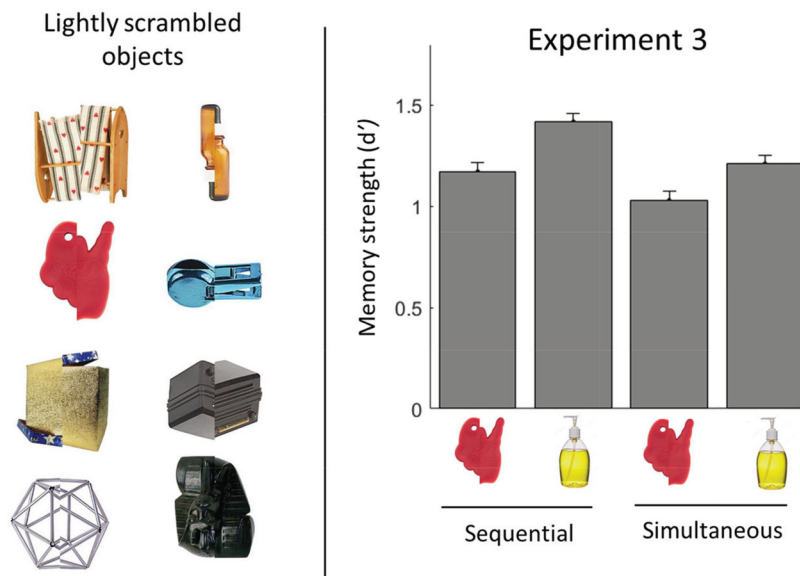 Lightly scrambled
objects
Experiment 3
Memory strength (d′)
1.5
1
0.5
0
Sequential
Simultaneous